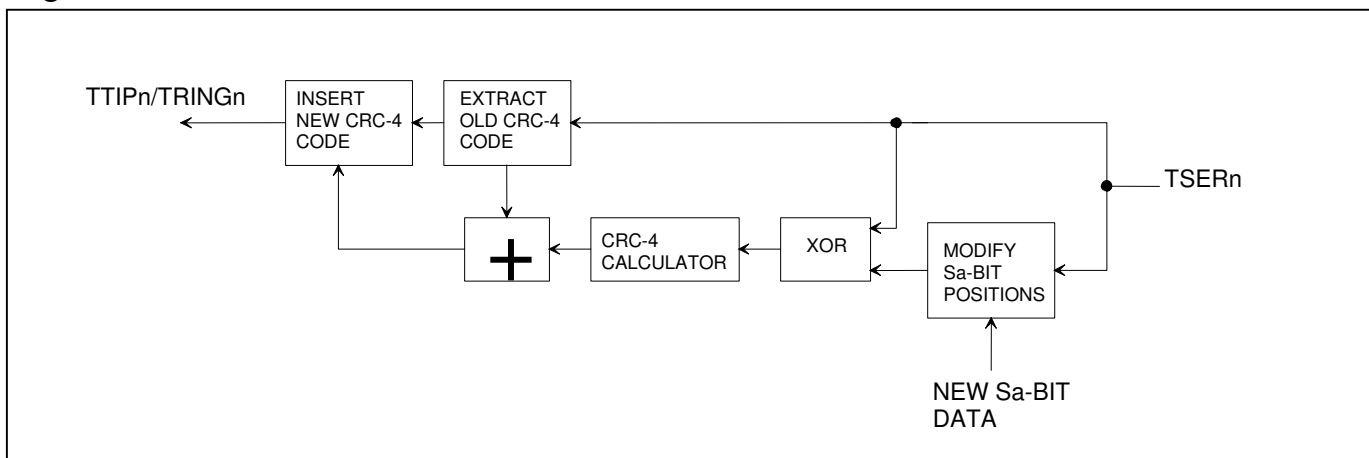 TTIPn/TRINGn
INSERT
NEW CRC-4
CODE
EXTRACT
OLD CRC-4
CODE
TSERn
+
CRC-4
CALCULATOR
XOR
MODIFY
Sa-BIT
POSITIONS
NEW Sa-BIT
DATA